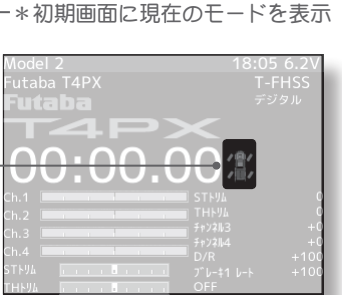 ＊初期画面に現在のモードを表示
Model 2 18:05 6.2V
Futaba T4PX T-FHSS
Futaba デジタル
T4PX
00:00.00
Ch.1 STﾄﾘﾑ 0
Ch.2 THﾄﾘﾑ 0
Ch.3 ﾁｬﾝﾈﾙ3 +0
Ch.4 ﾁｬﾝﾈﾙ4 +0
D/R +100
STﾄﾘﾑ ﾌﾞﾚｰｷ1 ﾚｰﾄ +100
THﾄﾘﾑ OFF